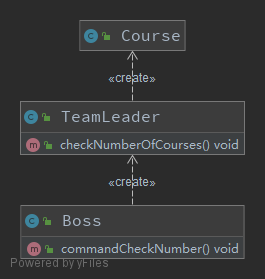 Course
«create»
TeamLeader
checkNumberOfCourses() void
«create»
Boss
commandCheckNumber() void
Powered by yFiles